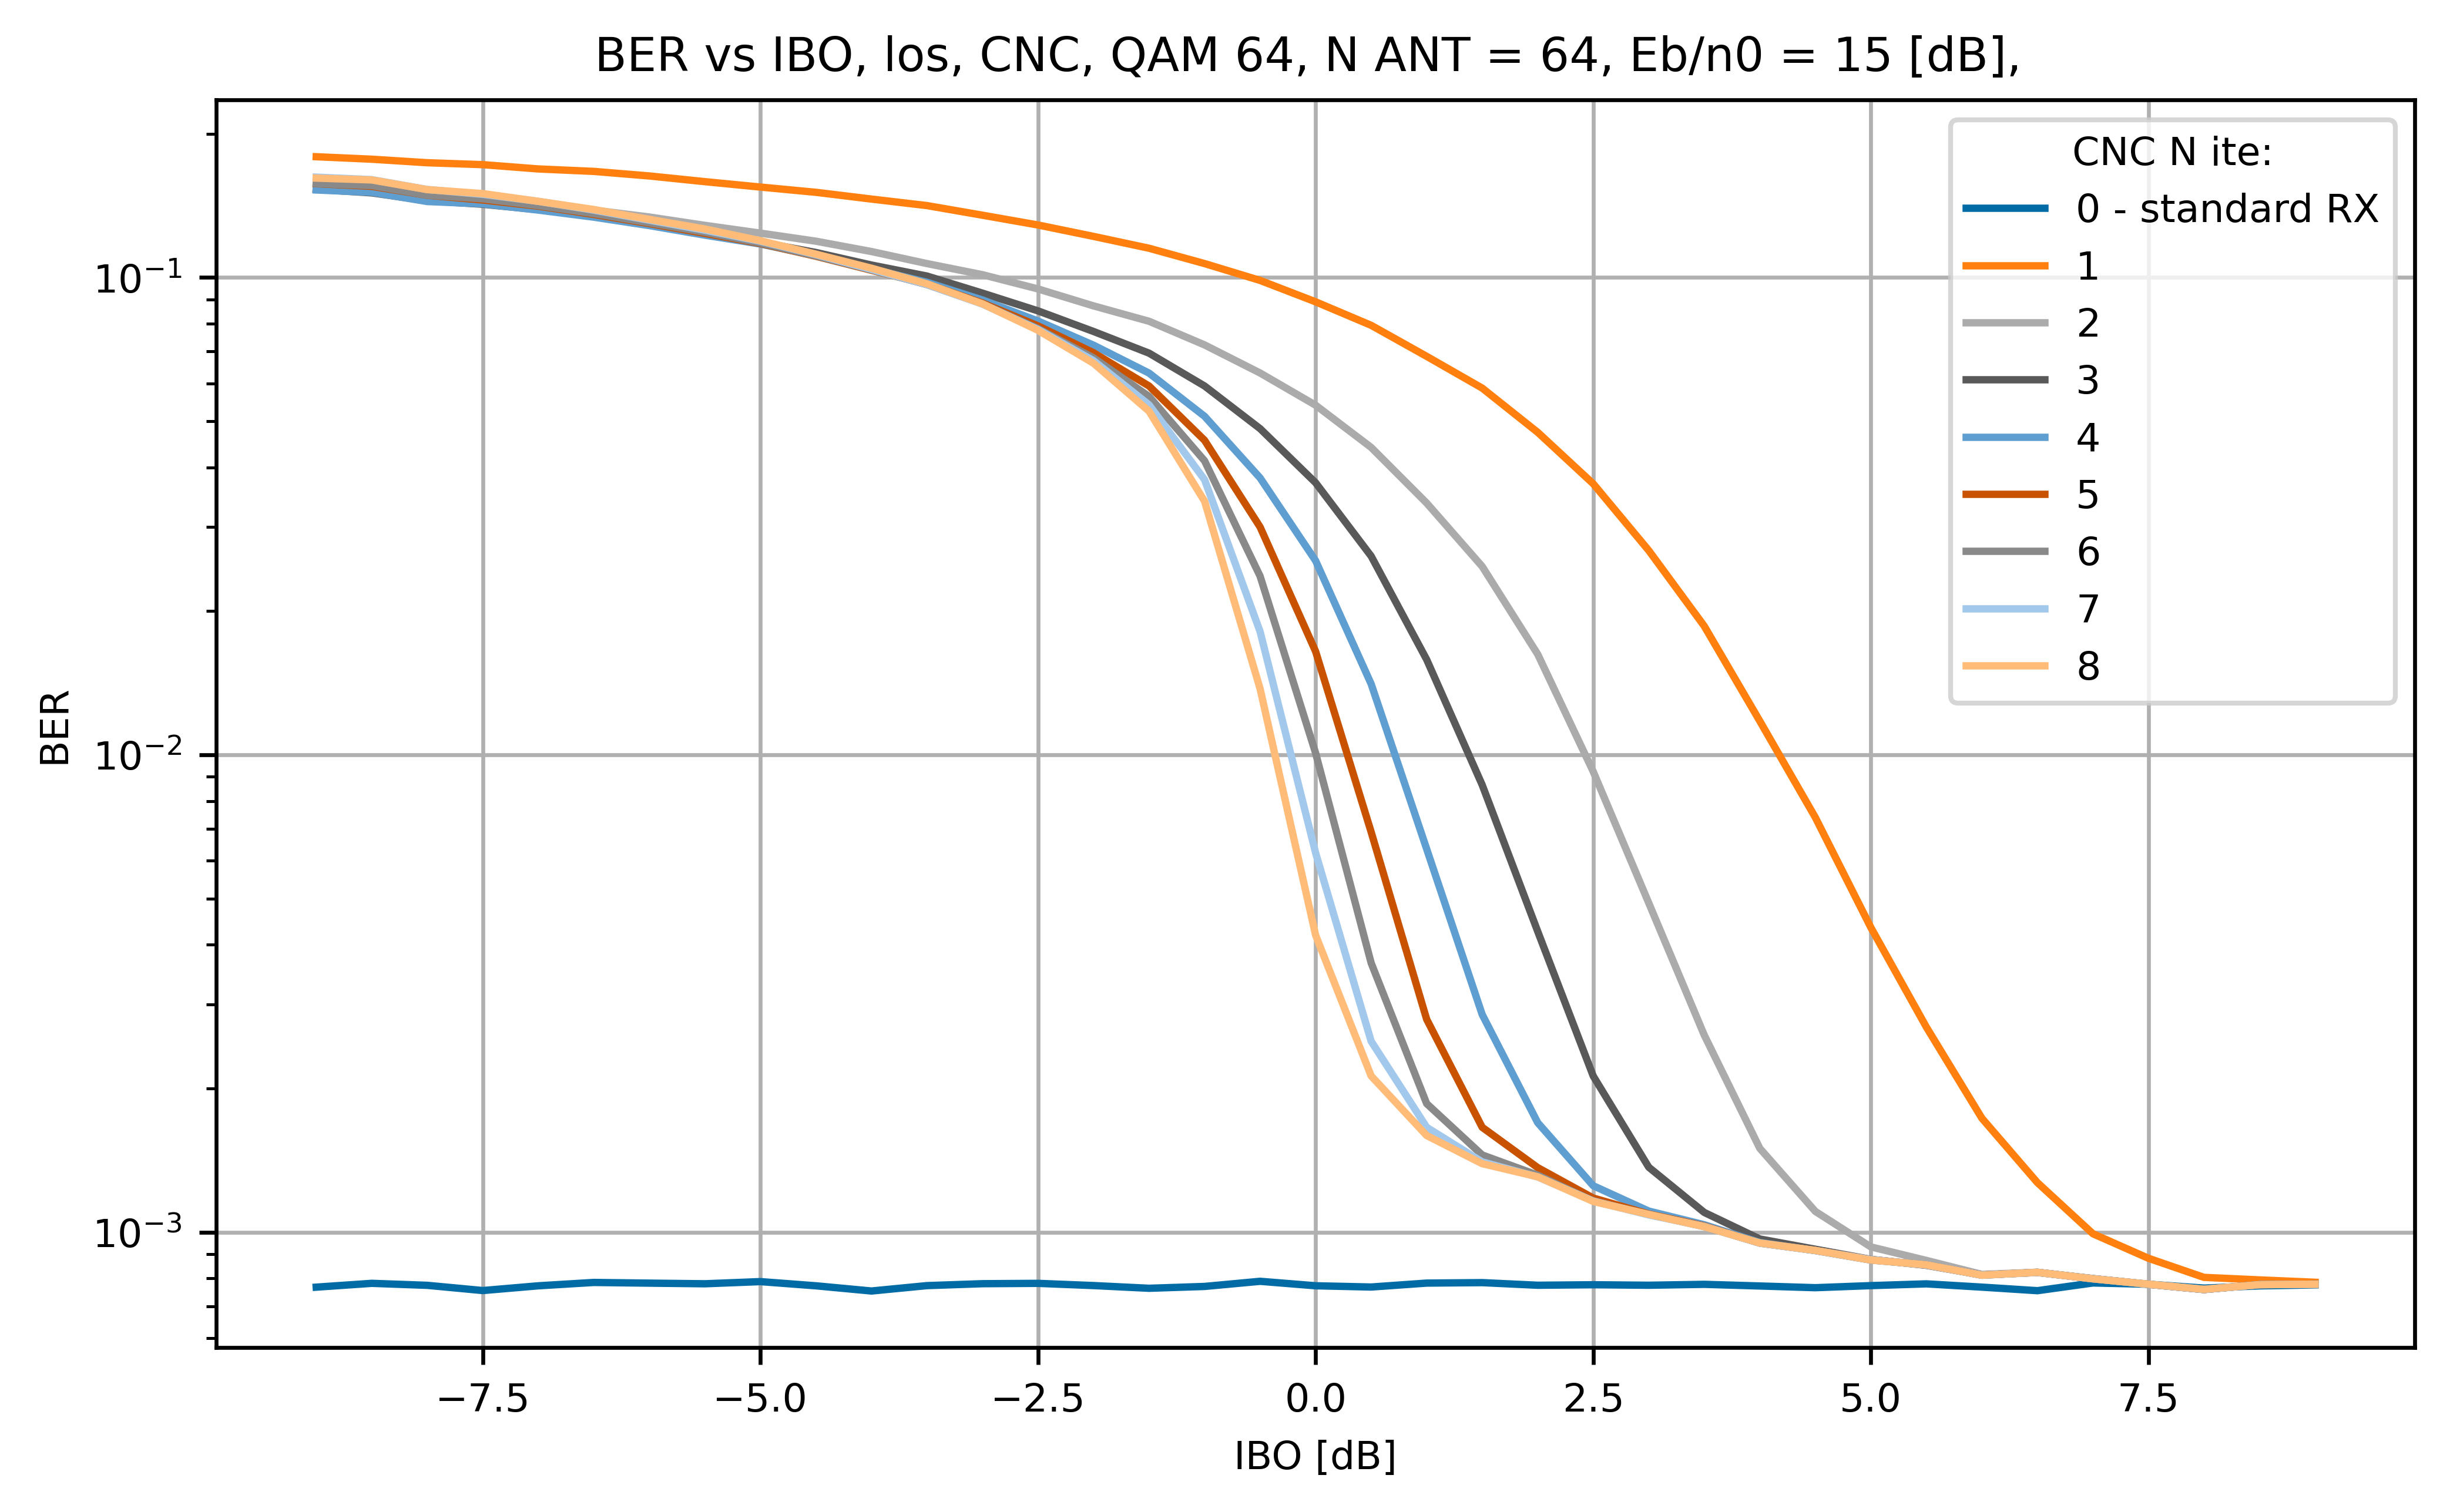 BER vs IBO, los, CNC, QAM 64, N ANT = 64, Eb/n0 = 15 [dB],
CNC N ite:
0 - standard RX
1
2
3
4
5
6
7
8
BER
10⁻¹
10⁻²
10⁻³
−7.5 −5.0 −2.5 0.0 2.5 5.0 7.5
IBO [dB]